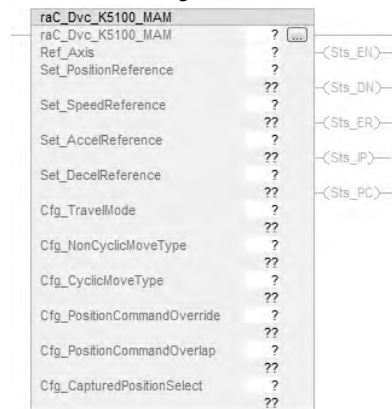 raC_Dvc_K5100_MAM
raC_Dvc_K5100_MAM ? ...
Ref_Axis ? (Sts_EN)
Set_PositionReference ?
?? (Sts_DN)
Set_SpeedReference ?
?? (Sts_ER)
Set_AccelReference ?
?? (Sts_IP)
Set_DecelReference ?
?? (Sts_PC)
Cfg_TravelMode ?
??
Cfg_NonCyclicMoveType ?
??
Cfg_CyclicMoveType ?
??
Cfg_PositionCommandOverride ?
??
Cfg_PositionCommandOverlap ?
??
Cfg_CapturedPositionSelect ?
??